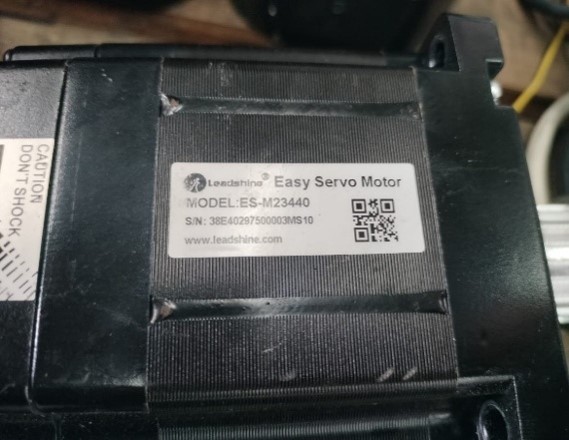 CAUTION
DON'T SHOCK
Leadshine® Easy Servo Motor
MODEL:ES-M23440
S/N: 38E40297500003MS10
www.leadshine.com